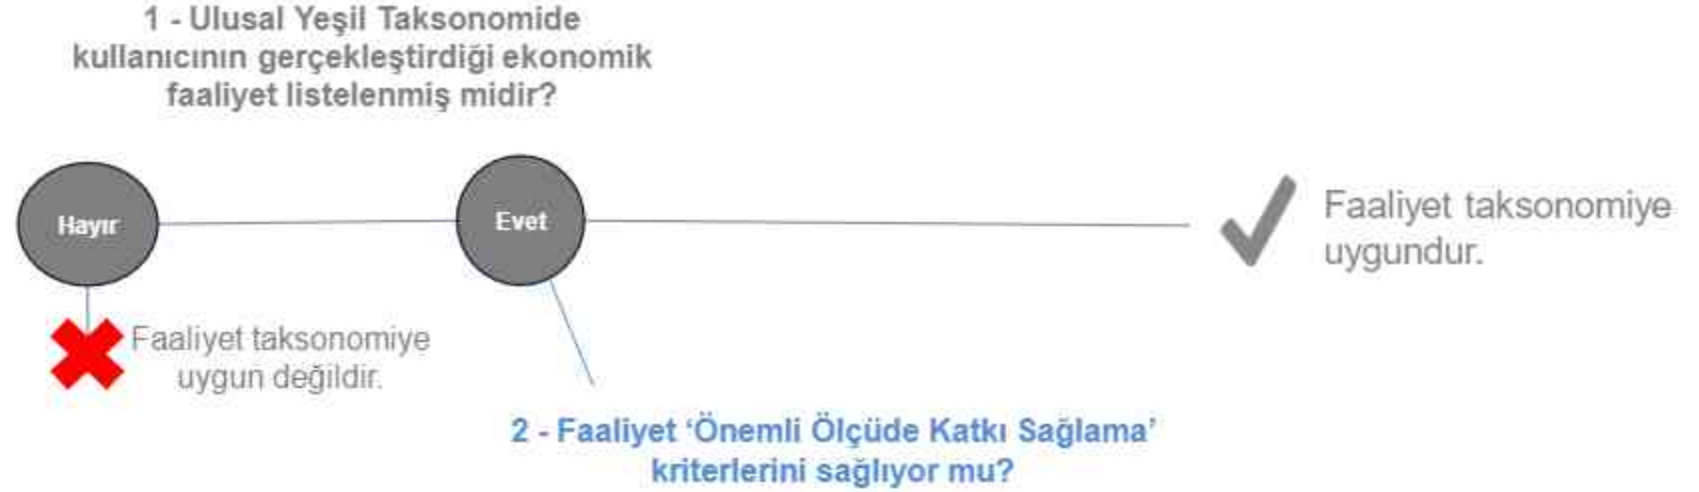 1 - Ulusal Yeşil Taksonomide
kullanıcının gerçekleştirdiği ekonomik
faaliyet listelenmiş midir?
Hayır
Evet
Faaliyet taksonomiye
uygundur.
Faaliyet taksonomiye
uygun değildir.
2 - Faaliyet ‘Önemli Ölçüde Katkı Sağlama’
kriterlerini sağlıyor mu?